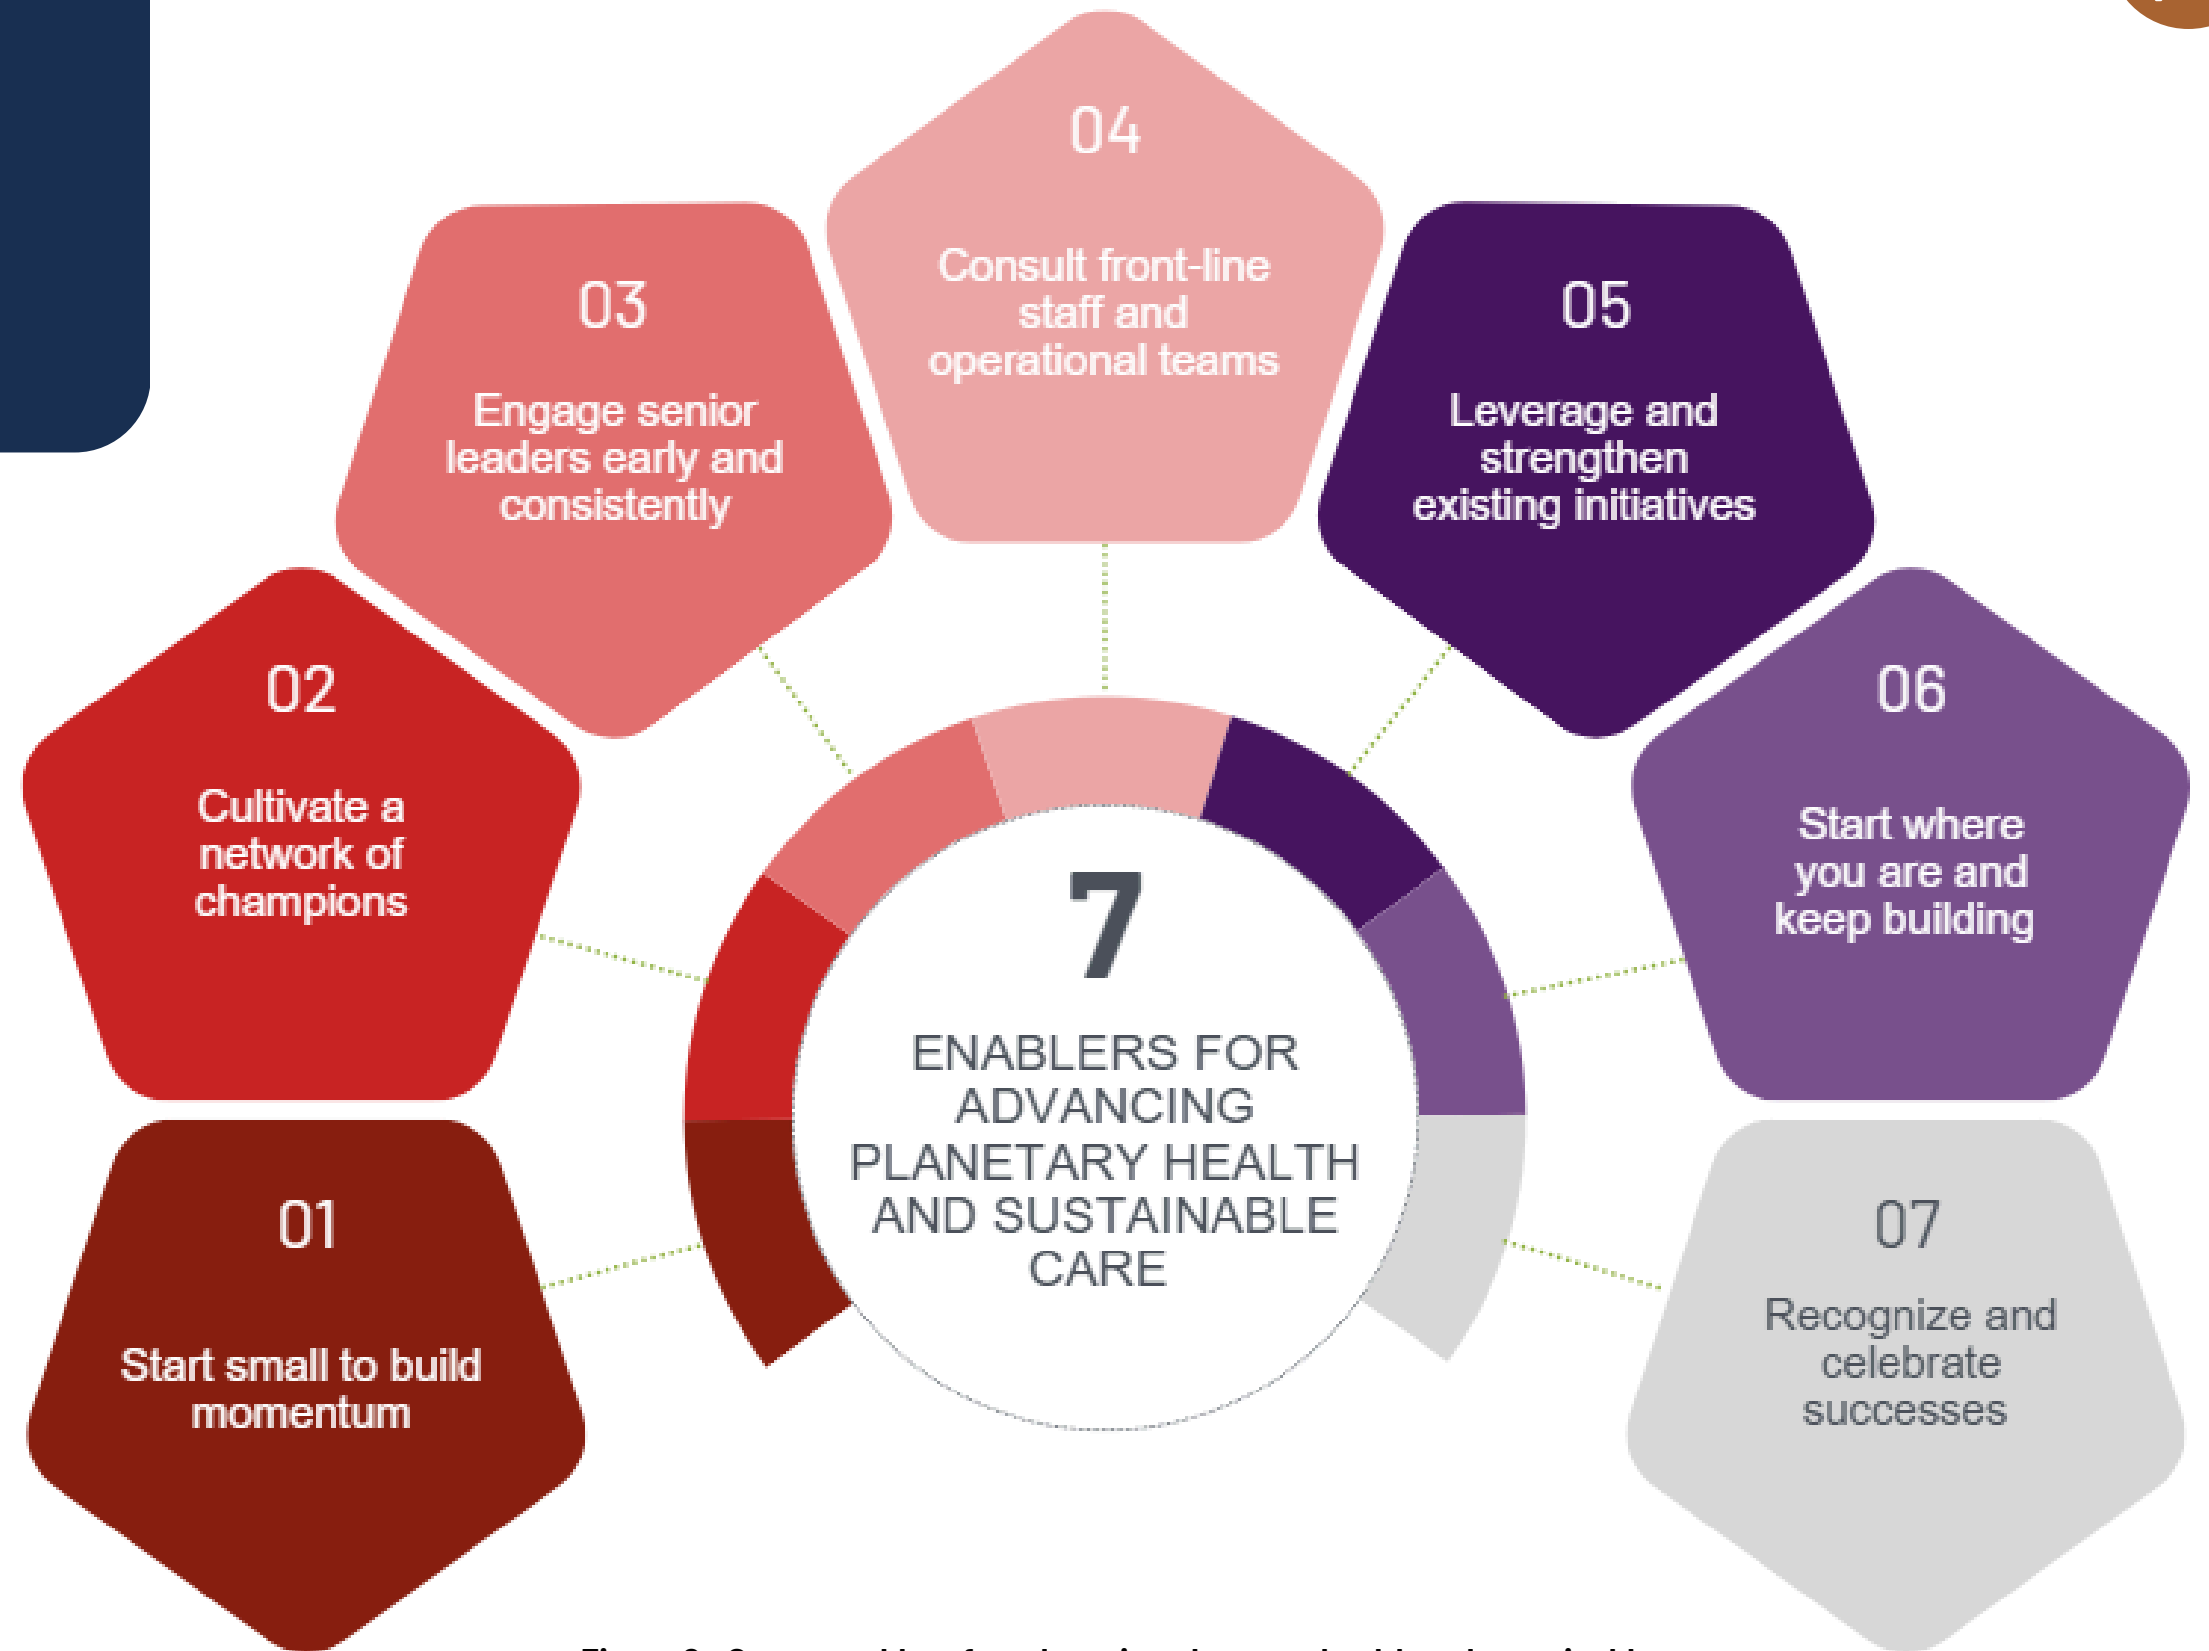 04
Consult front-line
staff and
operational teams
03
Engage senior
leaders early and
consistently
05
Leverage and
strengthen
existing initiatives
02
Cultivate a
network of
champions
06
Start where
you are and
keep building
7
ENABLERS FOR
ADVANCING
PLANETARY HEALTH
AND SUSTAINABLE
CARE
01
Start small to build
momentum
07
Recognize and
celebrate
successes